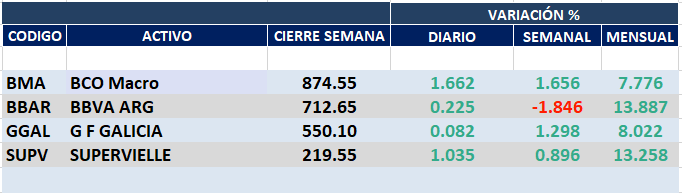 VARIACIÓN %
CODIGO ACTIVO CIERRE SEMANA DIARIO SEMANAL MENSUAL
BMA BCO Macro 874.55 1.662 1.656 7.776
BBAR BBVA ARG 712.65 0.225 -1.846 13.887
GGAL G F GALICIA 550.10 0.082 1.298 8.022
SUPV SUPERVIELLE 219.55 1.035 0.896 13.258